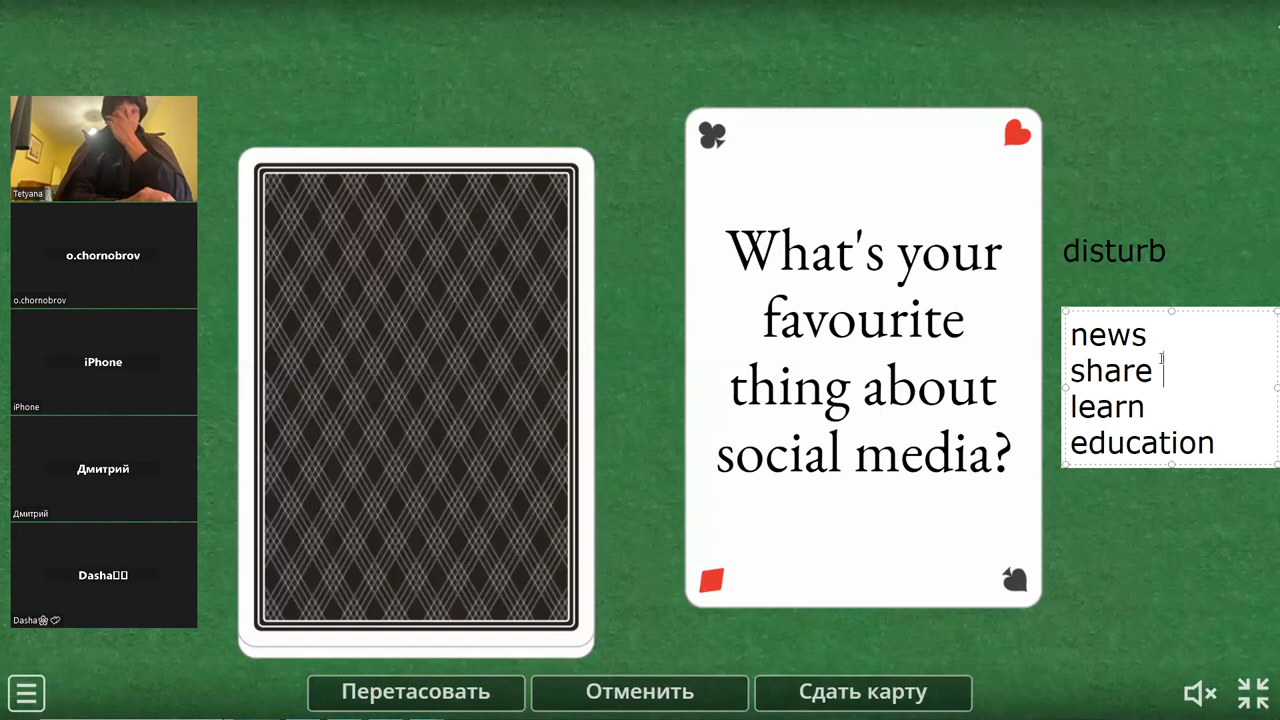 Tetyana
o.chornobrov
o.chornobrov
iPhone
iPhone
Дмитрий
Дмитрий
Dasha
Dasha
What's your
favourite
thing about
social media?
disturb
news
share
learn
education
Перетасовать
Отменить
Сдать карту